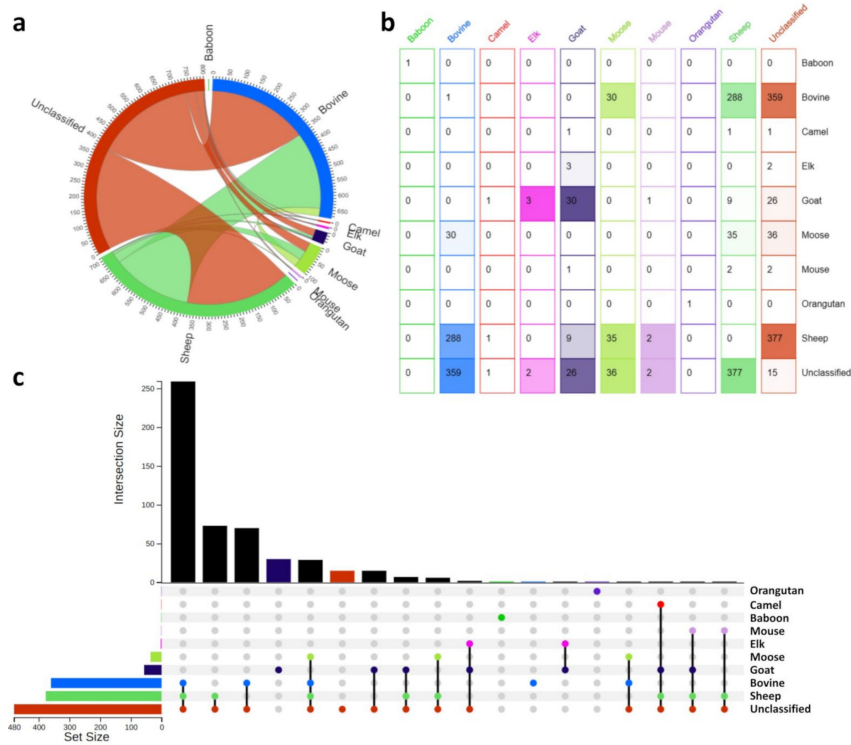 a
Unclassified
Baboon
Bovine
Camel
Elk
Goat
Moose
Mouse
Orangutan
Sheep
b
Baboon Bovine Camel Elk Goat Moose Mouse Orangutan Sheep Unclassified
1 0 0 0 0 0 0 0 0 0 Baboon
0 1 0 0 0 30 0 0 288 359 Bovine
0 0 0 0 1 0 0 0 1 1 Camel
0 0 0 0 3 0 0 0 0 2 Elk
0 0 1 3 30 0 1 0 9 26 Goat
0 30 0 0 0 0 0 0 35 36 Moose
0 0 0 0 1 0 0 0 2 2 Mouse
0 0 0 0 0 0 0 1 0 0 Orangutan
0 288 1 0 9 35 2 0 0 377 Sheep
0 359 1 2 26 36 2 0 377 15 Unclassified
c
Intersection Size
250
200
150
100
50
0
Orangutan
Camel
Baboon
Mouse
Elk
Moose
Goat
Bovine
Sheep
Unclassified
480 400 300 200 100 0
Set Size